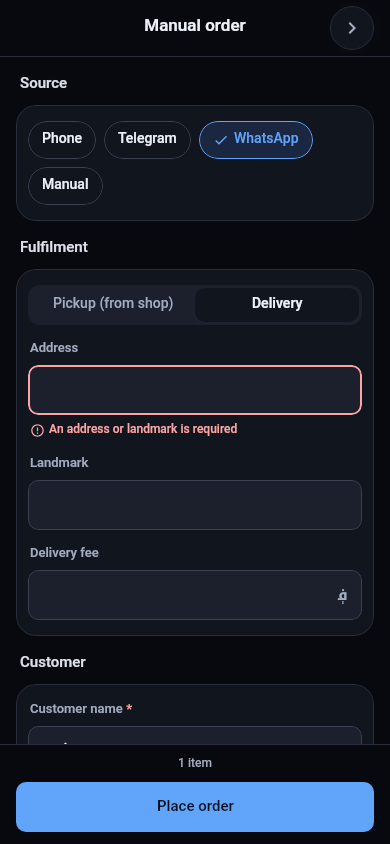 Manual order
Source
Phone
Telegram
WhatsApp
Manual
Fulfilment
Pickup (from shop)
Delivery
Address
An address or landmark is required
Landmark
Delivery fee
Customer
Customer name *
1 item
Place order